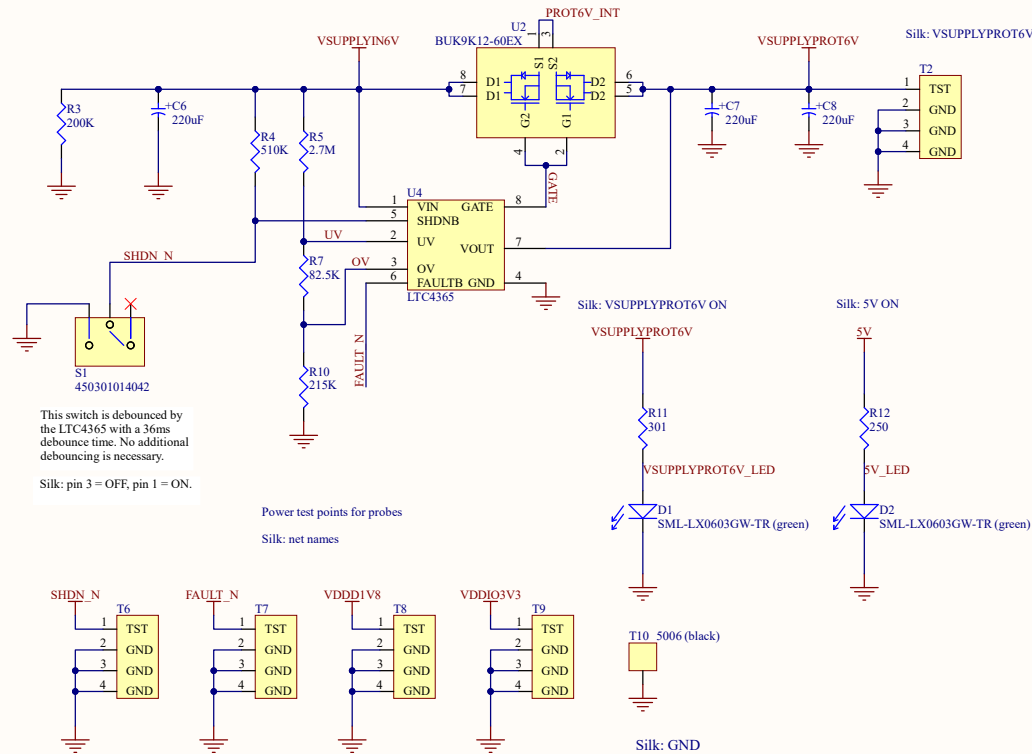 PROT6V_INT
U2
BUK9K12-60EX
VSUPPLYIN6V
VSUPPLYPROT6V
Silk: VSUPPLYPROT6V
T2
1 TST
2 GND
3 GND
4 GND
1 3
S1 S2
8 D1
7 D1
D2 6
D2 5
G2 G1
4 2
GATE
R3
200K
+C6
220uF
R4
510K
R5
2.7M
+C7
220uF
+C8
220uF
U4
1 VIN GATE 8
5 SHDNB
UV 2 UV
VOUT 7
OV 3 OV
6 FAULTB GND 4
LTC4365
R7
82.5K
SHDN_N
FAULT_N
R10
215K
S1
450301014042
This switch is debounced by
the LTC4365 with a 36ms
debounce time. No additional
debouncing is necessary.
Silk: pin 3 = OFF, pin 1 = ON.
Silk: VSUPPLYPROT6V ON
VSUPPLYPROT6V
R11
301
VSUPPLYPROT6V_LED
D1
SML-LX0603GW-TR (green)
Silk: 5V ON
5V
R12
250
5V_LED
D2
SML-LX0603GW-TR (green)
Power test points for probes
Silk: net names
SHDN_N
T6
1 TST
2 GND
3 GND
4 GND
FAULT_N
T7
1 TST
2 GND
3 GND
4 GND
VDDD1V8
T8
1 TST
2 GND
3 GND
4 GND
VDDIO3V3
T9
1 TST
2 GND
3 GND
4 GND
T10 5006 (black)
Silk: GND